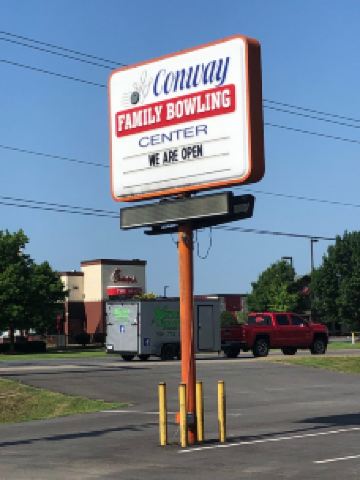 Conway
FAMILY BOWLING
CENTER
WE ARE OPEN